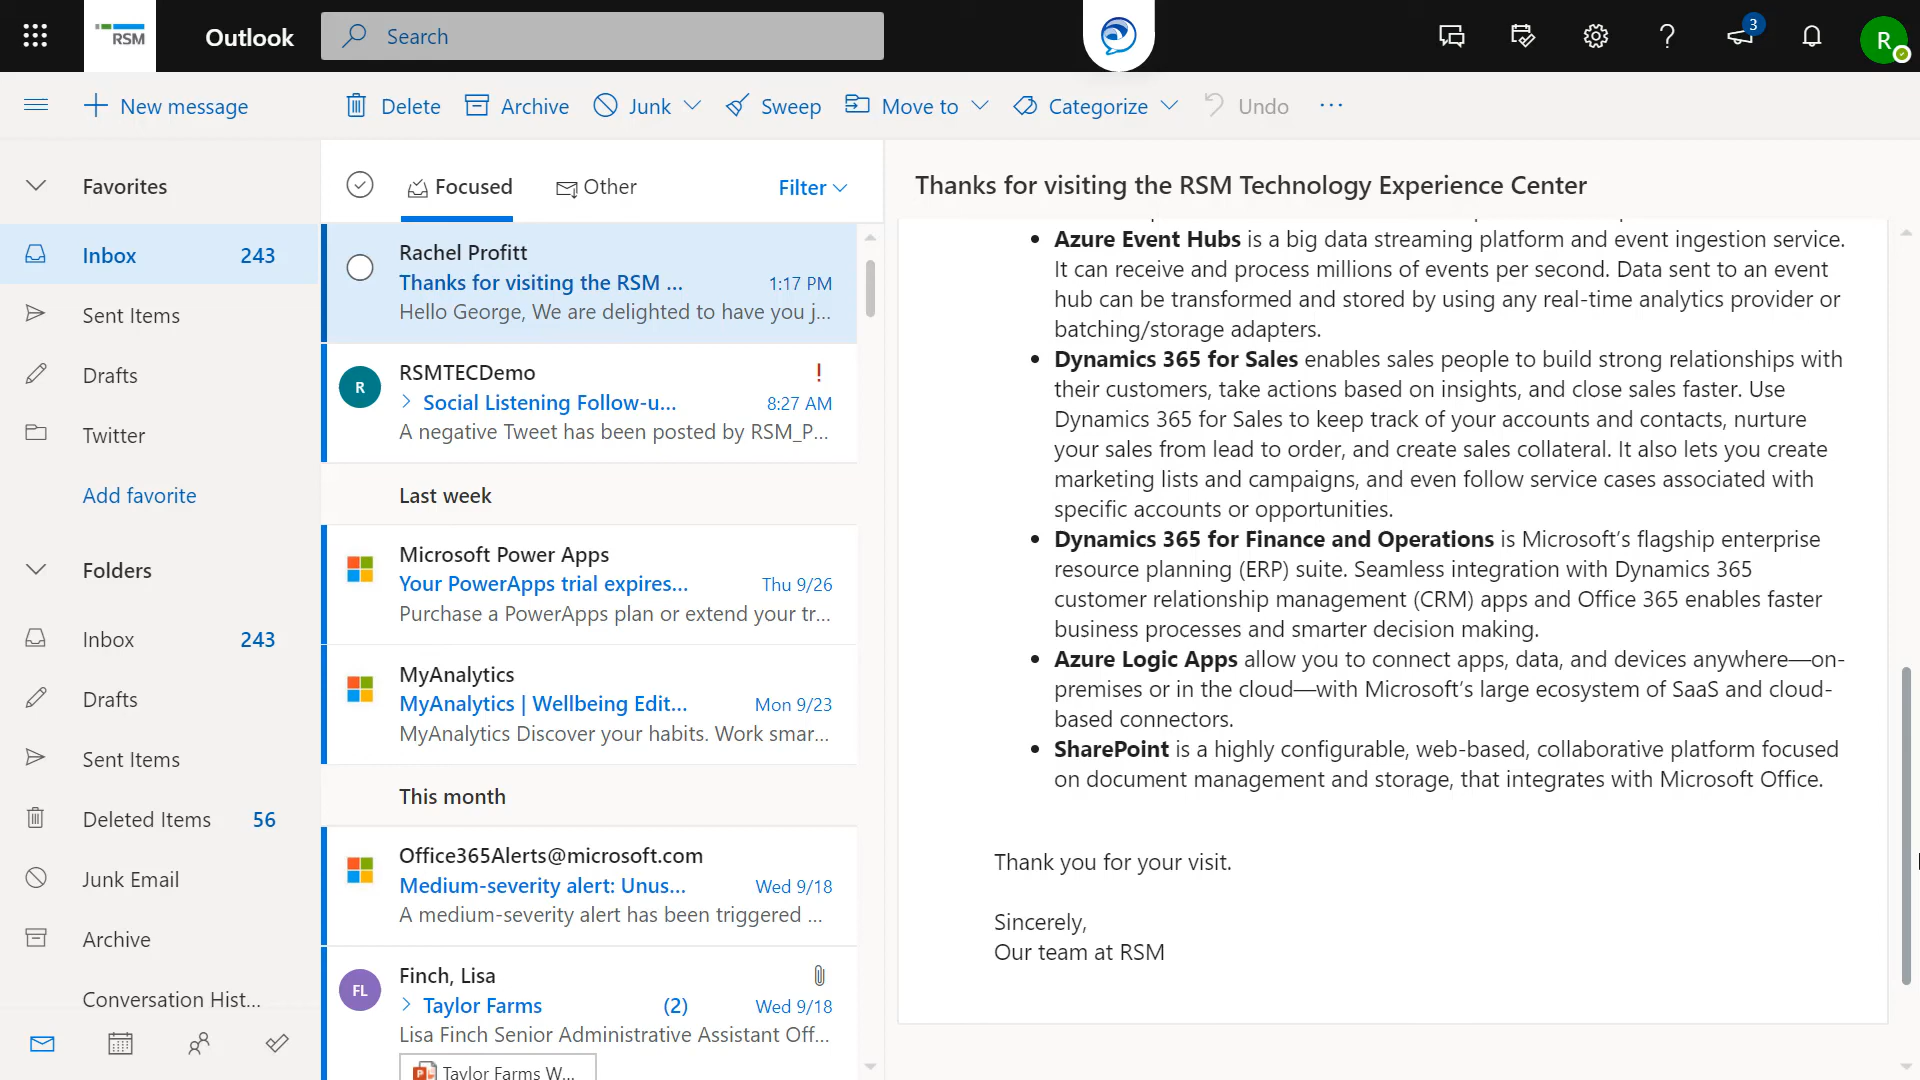 RSM
Outlook
Search
3
R
New message
Delete
Archive
Junk
Sweep
Move to
Categorize
Undo
Favorites
Inbox 243
Sent Items
Drafts
Twitter
Add favorite
Folders
Inbox 243
Drafts
Sent Items
Deleted Items 56
Junk Email
Archive
Conversation Hist...
Focused
Other
Filter
Rachel Profitt
Thanks for visiting the RSM ... 1:17 PM
Hello George, We are delighted to have you j...
R
RSMTECDemo !
Social Listening Follow-u... 8:27 AM
A negative Tweet has been posted by RSM_P...
Last week
Microsoft Power Apps
Your PowerApps trial expires... Thu 9/26
Purchase a PowerApps plan or extend your tr...
MyAnalytics
MyAnalytics | Wellbeing Edit... Mon 9/23
MyAnalytics Discover your habits. Work smar...
This month
Office365Alerts@microsoft.com
Medium-severity alert: Unus... Wed 9/18
A medium-severity alert has been triggered ...
FL
Finch, Lisa
Taylor Farms (2) Wed 9/18
Lisa Finch Senior Administrative Assistant Off...
Taylor Farms W...
Thanks for visiting the RSM Technology Experience Center
• Azure Event Hubs is a big data streaming platform and event ingestion service.
It can receive and process millions of events per second. Data sent to an event
hub can be transformed and stored by using any real-time analytics provider or
batching/storage adapters.
• Dynamics 365 for Sales enables sales people to build strong relationships with
their customers, take actions based on insights, and close sales faster. Use
Dynamics 365 for Sales to keep track of your accounts and contacts, nurture
your sales from lead to order, and create sales collateral. It also lets you create
marketing lists and campaigns, and even follow service cases associated with
specific accounts or opportunities.
• Dynamics 365 for Finance and Operations is Microsoft’s flagship enterprise
resource planning (ERP) suite. Seamless integration with Dynamics 365
customer relationship management (CRM) apps and Office 365 enables faster
business processes and smarter decision making.
• Azure Logic Apps allow you to connect apps, data, and devices anywhere—on-
premises or in the cloud—with Microsoft’s large ecosystem of SaaS and cloud-
based connectors.
• SharePoint is a highly configurable, web-based, collaborative platform focused
on document management and storage, that integrates with Microsoft Office.
Thank you for your visit.
Sincerely,
Our team at RSM